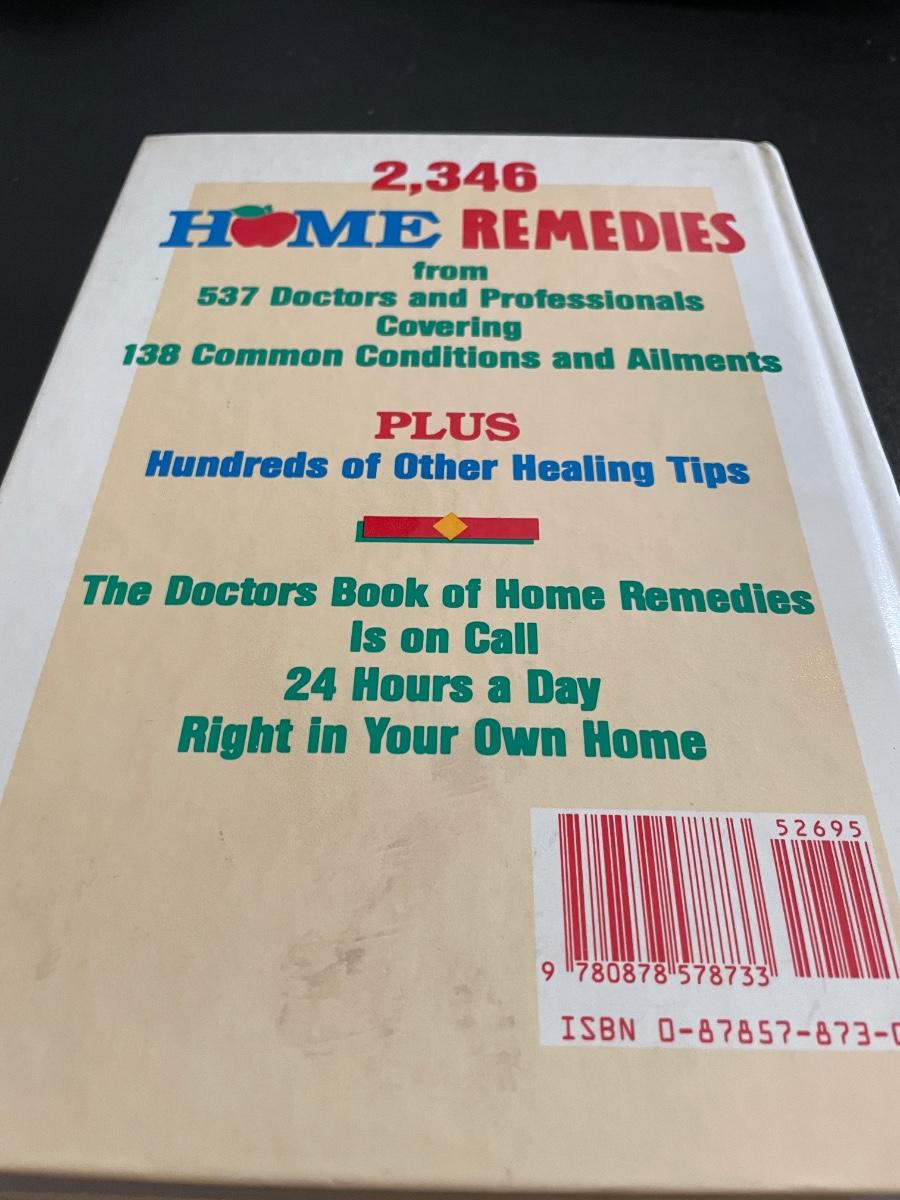 2,346
HOME REMEDIES
from
537 Doctors and Professionals
Covering
138 Common Conditions and Ailments
PLUS
Hundreds of Other Healing Tips
The Doctors Book of Home Remedies
Is on Call
24 Hours a Day
Right in Your Own Home
52695
9 780878 578733
ISBN 0-87857-873-0